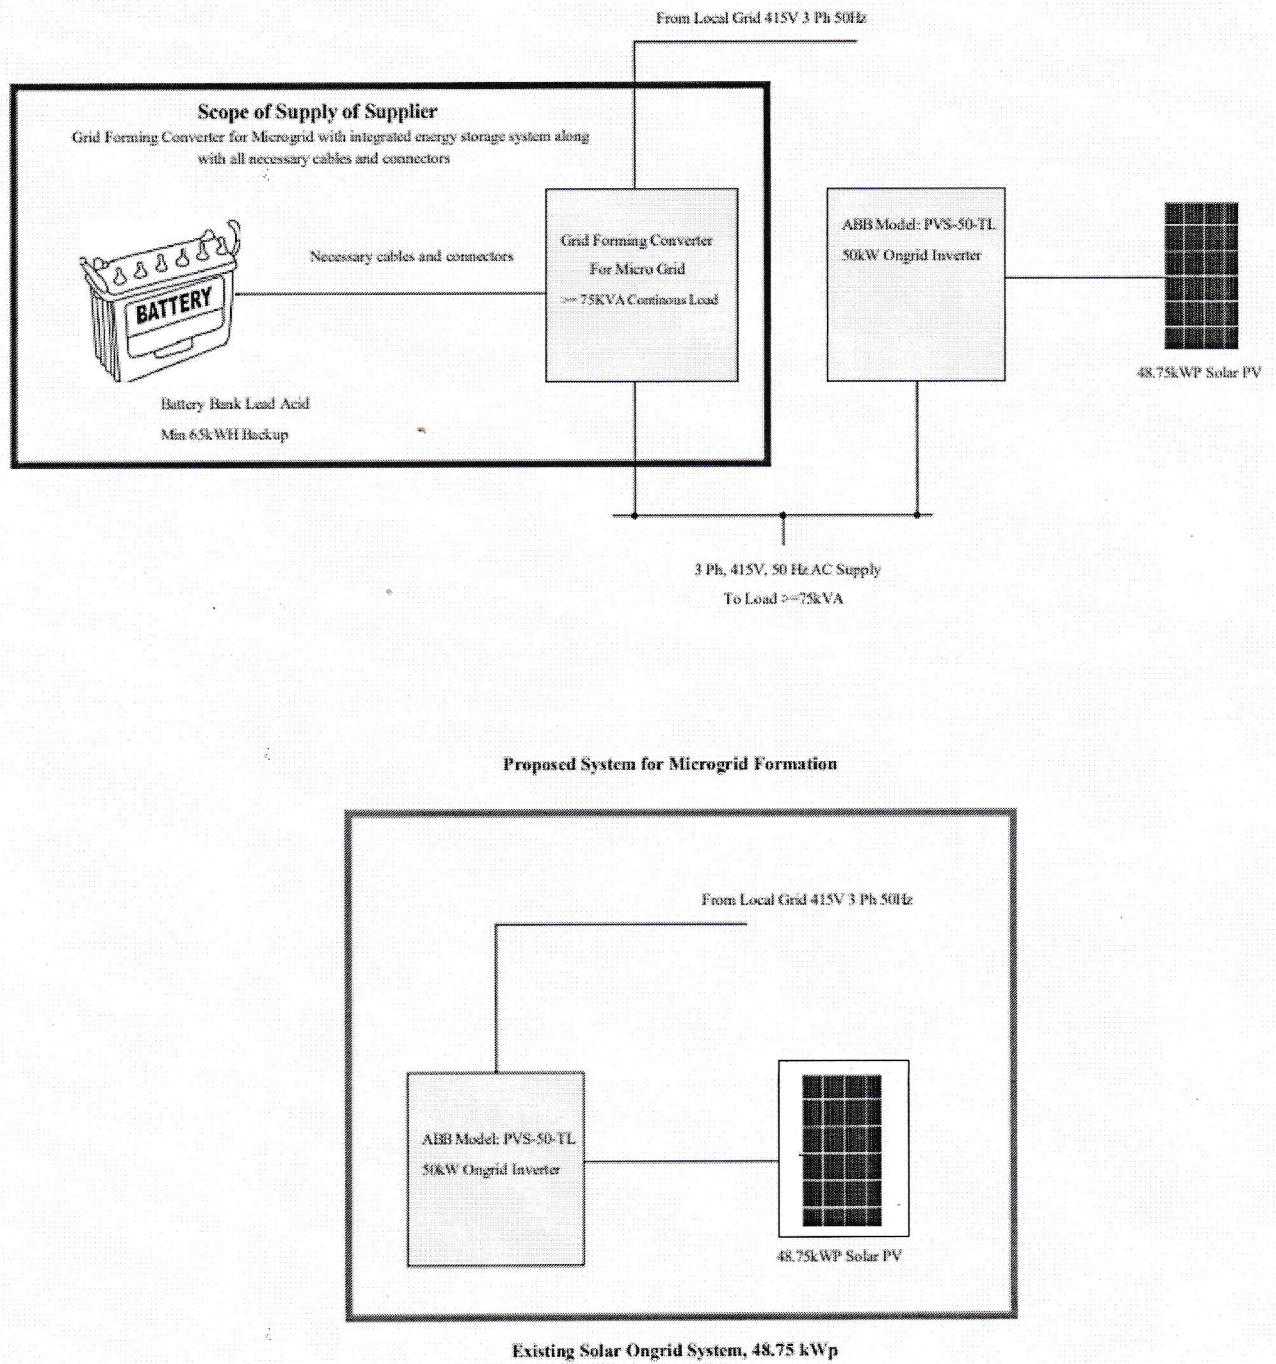 From Local Grid 415V 3 Ph 50Hz
Scope of Supply of Supplier
Grid Forming Converter for Microgrid with integrated energy storage system along
with all necessary cables and connectors
BATTERY
Necessary cables and connectors
Grid Forming Converter
For Micro Grid
>= 75KVA Continous Load
ABB Model: PVS-50-TL
50kW Ongrid Inverter
48.75kWP Solar PV
Battery Bank Lead Acid
Min 65kWH Backup
3 Ph, 415V, 50 Hz AC Supply
To Load >=75kVA
Proposed System for Microgrid Formation
From Local Grid 415V 3 Ph 50Hz
ABB Model: PVS-50-TL
50kW Ongrid Inverter
48.75kWP Solar PV
Existing Solar Ongrid System, 48.75 kWp